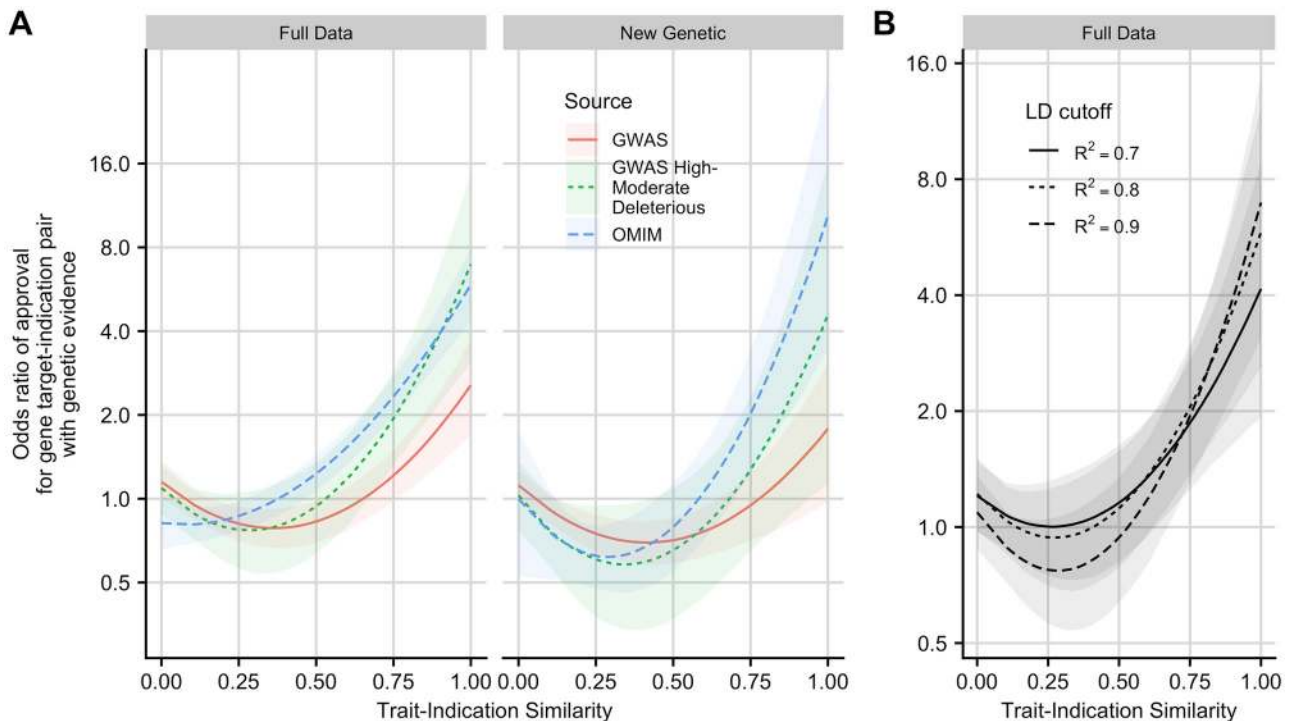 A
Full Data
New Genetic
Odds ratio of approval
for gene target-indication pair
with genetic evidence
16.0
8.0
4.0
2.0
1.0
0.5
Source
GWAS
GWAS High-
Moderate
Deleterious
OMIM
0.00 0.25 0.50 0.75 1.00
0.00 0.25 0.50 0.75 1.00
Trait-Indication Similarity
B
Full Data
16.0
8.0
4.0
2.0
1.0
0.5
LD cutoff
R² = 0.7
R² = 0.8
R² = 0.9
0.00 0.25 0.50 0.75 1.00
Trait-Indication Similarity